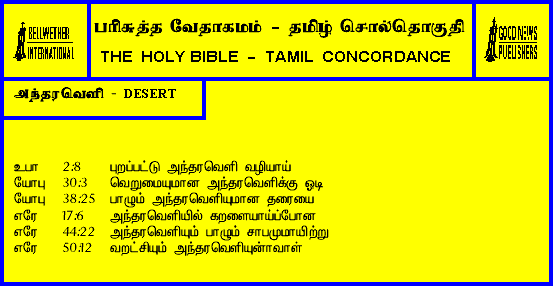 BELLWETHER
INTERNATIONAL
பரிசுத்த வேதாகமம் - தமிழ் சொல்தொகுதி
THE HOLY BIBLE - TAMIL CONCORDANCE
GOOD NEWS
PUBLISHERS
அந்தரவெளி - DESERT
உபா 2:8 புறப்பட்டு அந்தரவெளி வழியாய்
யோபு 30:3 வெறுமையுமான அந்தரவெளிக்கு ஓடி
யோபு 38:25 பாழும் அந்தரவெளியுமான தரையை
எரே 17:6 அந்தரவெளியில் கறளையாய்ப்போன
எரே 44:22 அந்தரவெளியும் பாழும் சாபமுமாயிற்று
எரே 50:12 வறட்சியும் அந்தரவெளியுன்வாள்